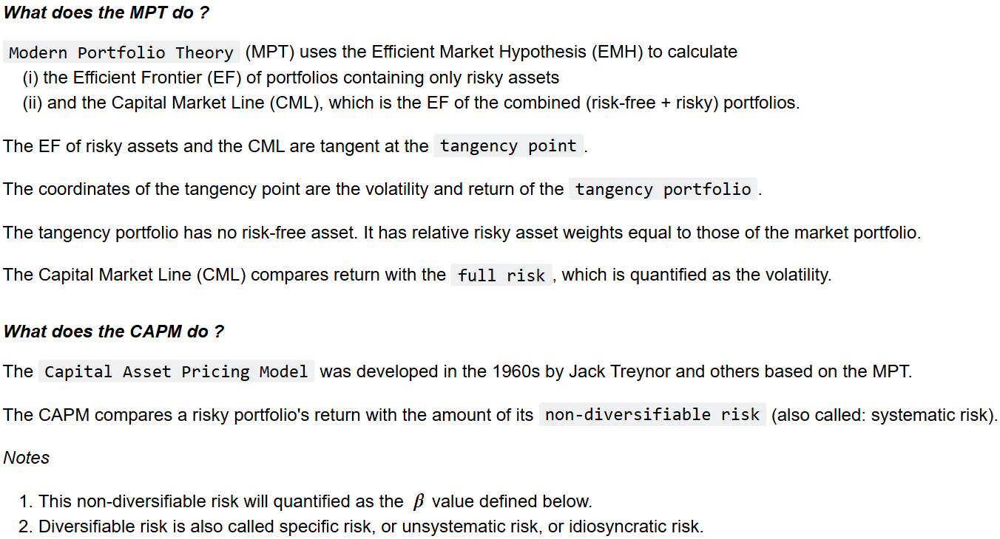 What does the MPT do ?
Modern Portfolio Theory (MPT) uses the Efficient Market Hypothesis (EMH) to calculate
(i) the Efficient Frontier (EF) of portfolios containing only risky assets
(ii) and the Capital Market Line (CML), which is the EF of the combined (risk-free + risky) portfolios.
The EF of risky assets and the CML are tangent at the tangency point .
The coordinates of the tangency point are the volatility and return of the tangency portfolio .
The tangency portfolio has no risk-free asset. It has relative risky asset weights equal to those of the market portfolio.
The Capital Market Line (CML) compares return with the full risk , which is quantified as the volatility.
What does the CAPM do ?
The Capital Asset Pricing Model was developed in the 1960s by Jack Treynor and others based on the MPT.
The CAPM compares a risky portfolio's return with the amount of its non-diversifiable risk (also called: systematic risk).
Notes
1. This non-diversifiable risk will quantified as the β value defined below.
2. Diversifiable risk is also called specific risk, or unsystematic risk, or idiosyncratic risk.